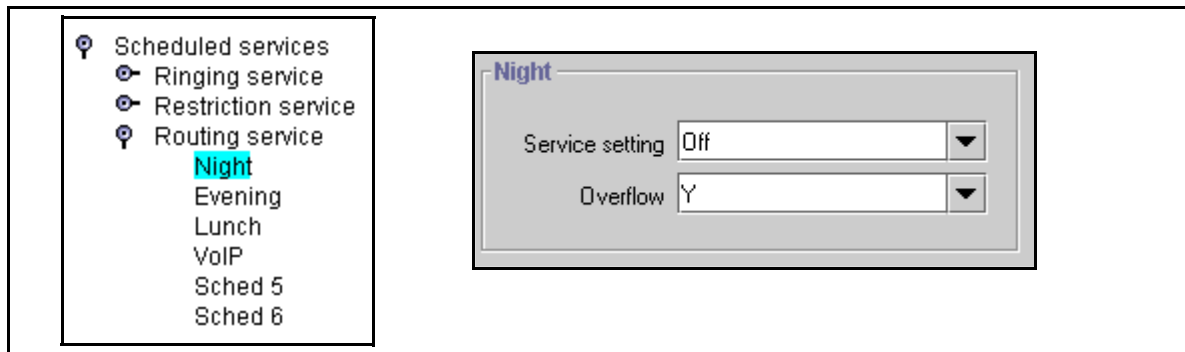 Scheduled services
Ringing service
Restriction service
Routing service
Night
Evening
Lunch
VoIP
Sched 5
Sched 6
Night
Service setting Off
Overflow Y